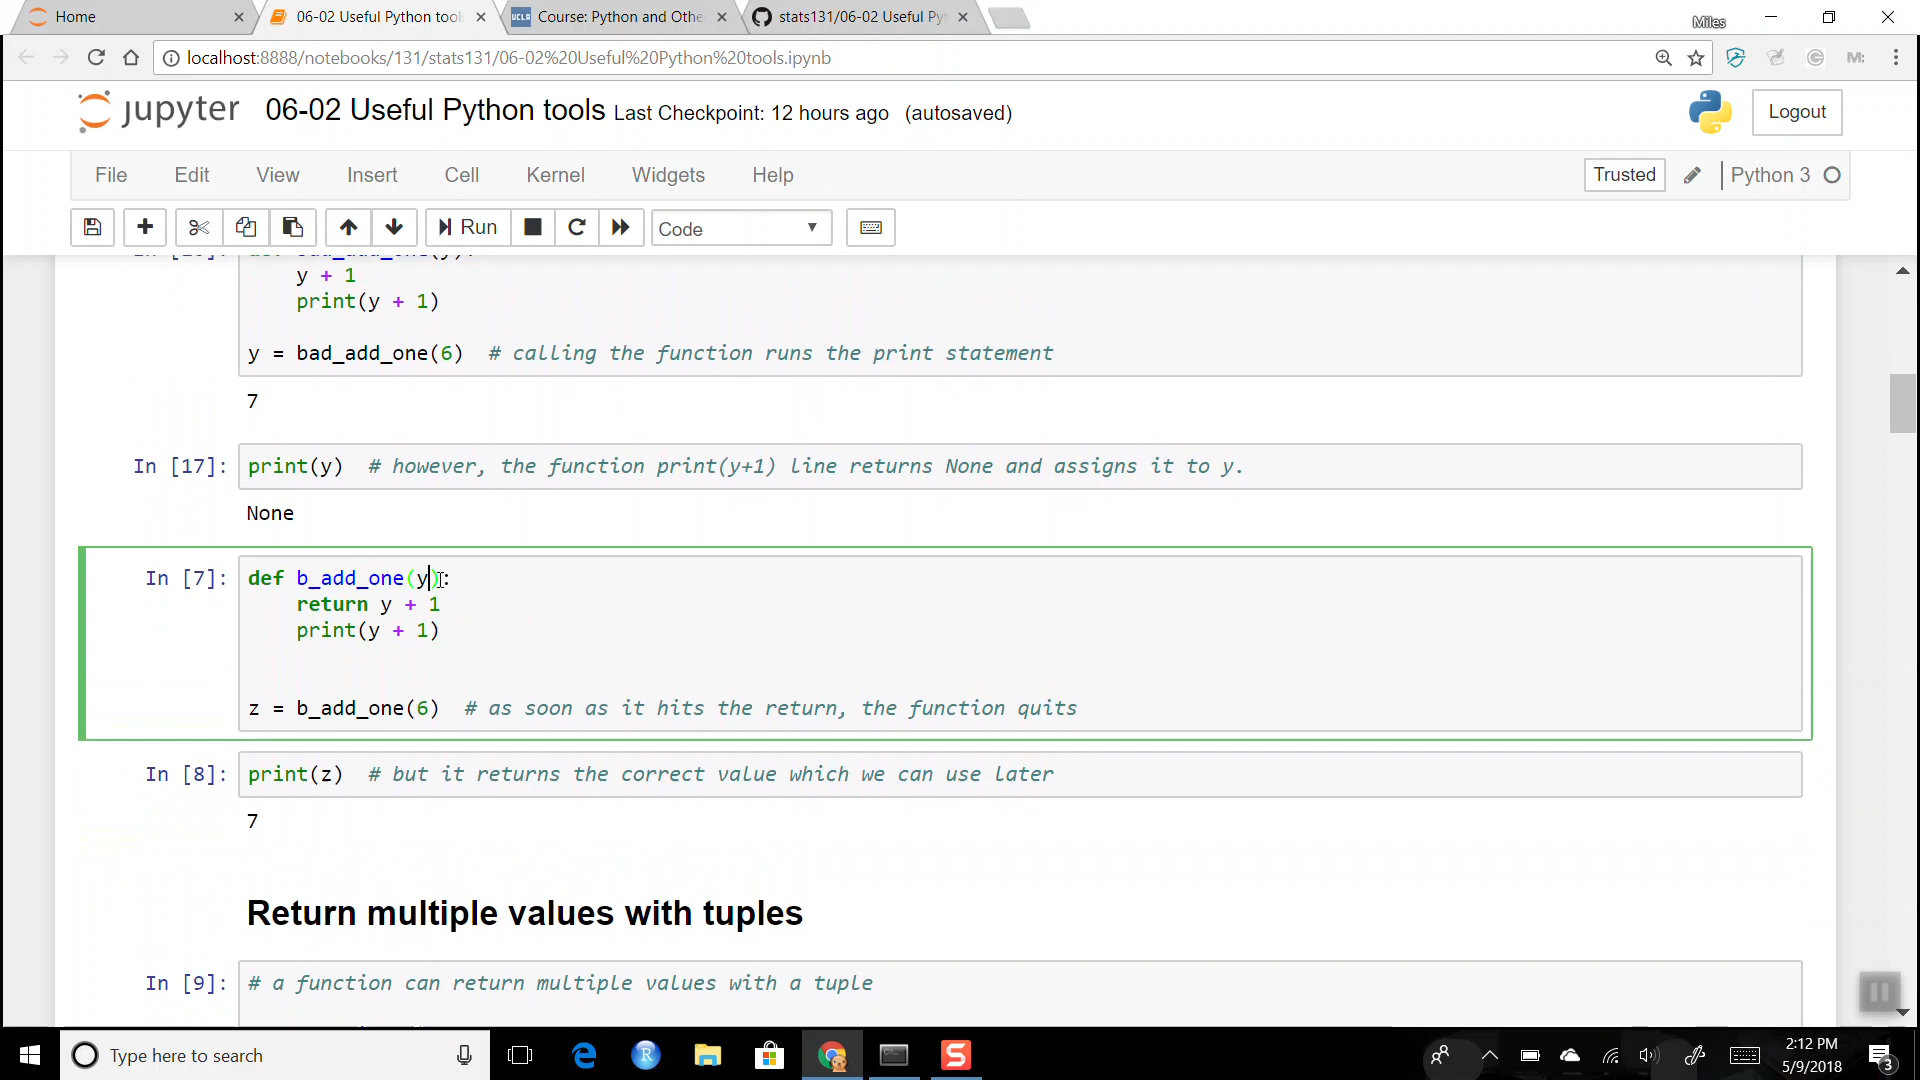 Home
06-02 Useful Python tool
UCLA
Course: Python and Othe
stats131/06-02 Useful Py
Miles
localhost:8888/notebooks/131/stats131/06-02%20Useful%20Python%20tools.ipynb
M:
jupyter 06-02 Useful Python tools Last Checkpoint: 12 hours ago (autosaved)
Logout
File Edit View Insert Cell Kernel Widgets Help
Trusted
Python 3
Run
Code
y + 1
print(y + 1)
y = bad_add_one(6)  # calling the function runs the print statement
7
In [17]: print(y)  # however, the function print(y+1) line returns None and assigns it to y.
None
In [7]: def b_add_one(y):
return y + 1
print(y + 1)
z = b_add_one(6)  # as soon as it hits the return, the function quits
In [8]: print(z)  # but it returns the correct value which we can use later
7
Return multiple values with tuples
In [9]: # a function can return multiple values with a tuple
Type here to search
2:12 PM
5/9/2018
3